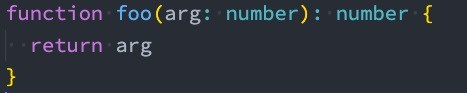 function foo(arg: number): number {
  return arg
}